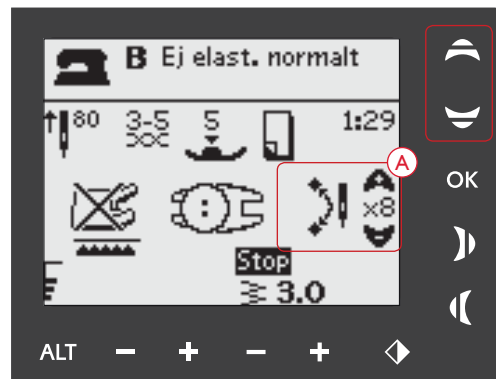 B Ej elast. normalt
80 3-5 5 1:29
A
x8
OK
Stop
3.0
ALT - + - +